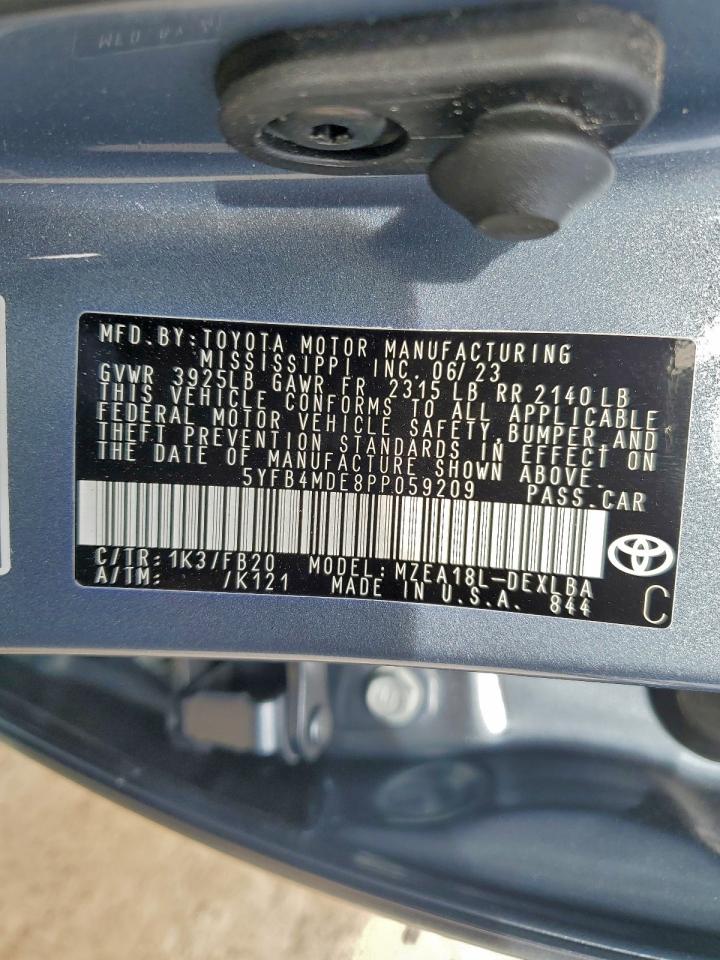 MFD.BY:TOYOTA MOTOR MANUFACTURING
MISSISSIPPI INC. 06/23
GVWR 3925LB GAWR FR 2315LB RR 2140LB
THIS VEHICLE CONFORMS TO ALL APPLICABLE
FEDERAL MOTOR VEHICLE SAFETY,BUMPER,AND
THEFT PREVENTION STANDARDS IN EFFECT ON
THE DATE OF MANUFACTURE SHOWN ABOVE.
5YFB4MDE8PP059209 PASS.CAR
C/TR: 1K3/FB20 MODEL: MZEA18L-DEXLBA
A/TM: /K121 MADE IN U.S.A. 844
C